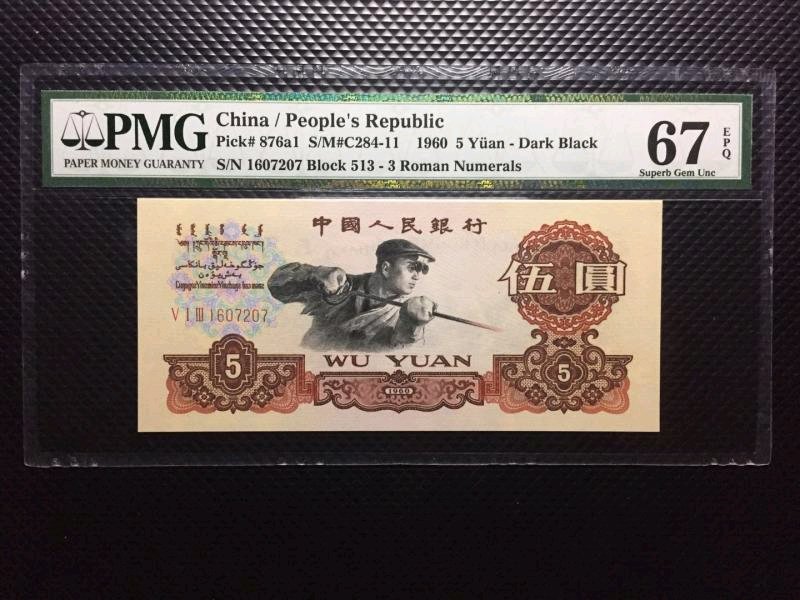 PMG
PAPER MONEY GUARANTY
China / People's Republic
Pick# 876a1 S/M#C284-11 1960 5 Yüan - Dark Black
S/N 1607207 Block 513 - 3 Roman Numerals
67 EPQ
Superb Gem Unc
中國人民銀行
伍圓
V I III 1607207
WU YUAN
5
1960
5